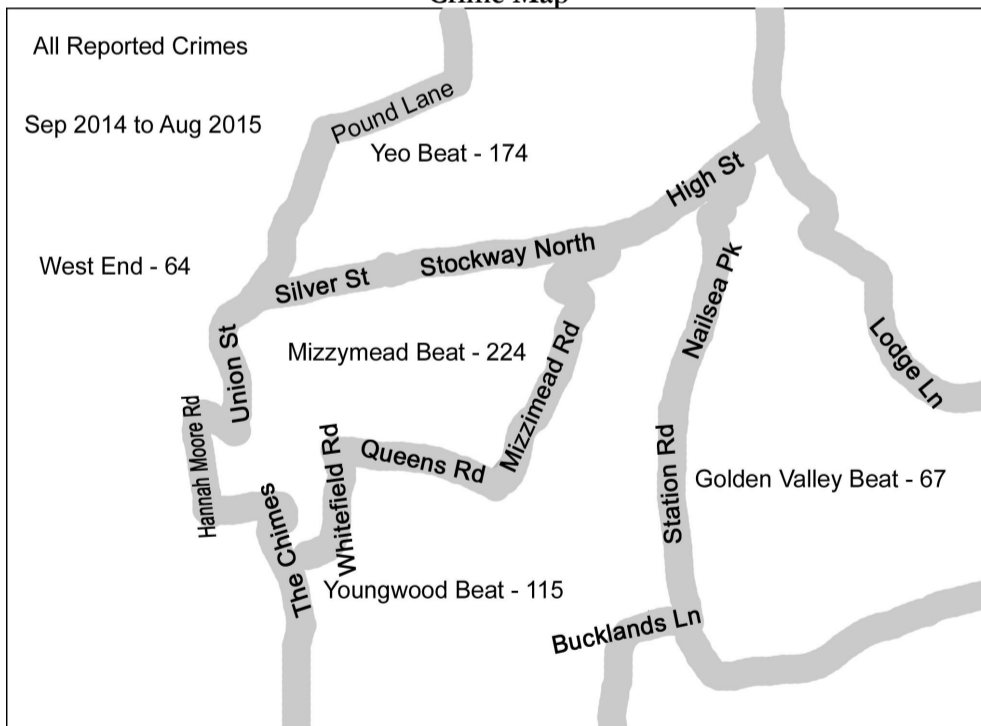 Crime Map
All Reported Crimes
Sep 2014 to Aug 2015
Pound Lane
Yeo Beat - 174
High St
West End - 64
Silver St
Stockway North
Nailsea Pk
Lodge Ln
Union St
Mizzymead Beat - 224
Mizzimead Rd
Hannah Moore Rd
Whitefield Rd
Queens Rd
Station Rd
Golden Valley Beat - 67
The Chimes
Youngwood Beat - 115
Bucklands Ln